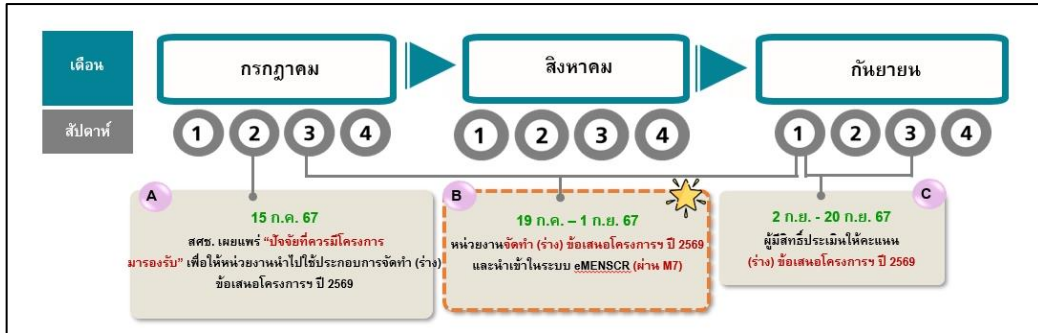 เดือน
กรกฎาคม
สิงหาคม
กันยายน
สัปดาห์
1 2 3 4
1 2 3 4
1 2 3 4
A
15 ก.ค. 67
สศช. เผยแพร่ “ปัจจัยที่ควรมีโครงการ
มารองรับ” เพื่อให้หน่วยงานนำไปใช้ประกอบการจัดทำ (ร่าง)
ข้อเสนอโครงการฯ ปี 2569
B
19 ก.ค. – 1 ก.ย. 67
หน่วยงานจัดทำ (ร่าง) ข้อเสนอโครงการฯ ปี 2569
และนำเข้าในระบบ eMENSCR (ผ่าน M7)
C
2 ก.ย. - 20 ก.ย. 67
ผู้มีสิทธิ์ประเมินให้คะแนน
(ร่าง) ข้อเสนอโครงการฯ ปี 2569